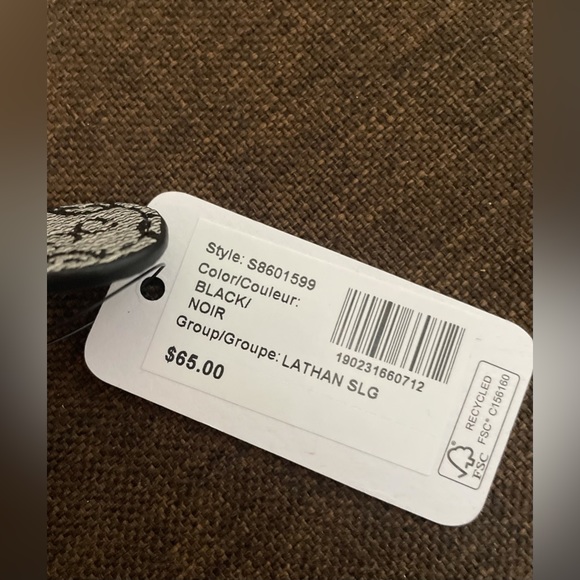 Style: S8601599
Color/Couleur:
BLACK/
NOIR
Group/Groupe: LATHAN SLG
$65.00
190231660712
RECYCLED
FSC® C156160
FSC